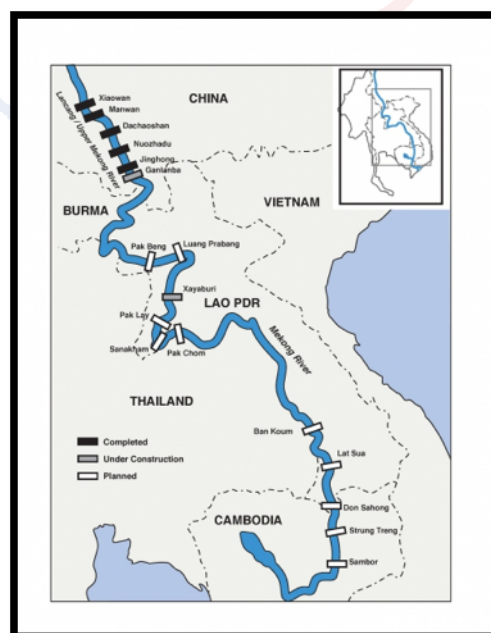 Xiaowan
Manwan
Dachaoshan
Nuozhadu
Jinghong
Ganlanba
Lancang / Upper Mekong River
CHINA
BURMA
VIETNAM
Pak Beng
Luang Prabang
Xayaburi
LAO PDR
Pak Lay
Sanakham
Pak Chom
Mekong River
THAILAND
Ban Koum
Completed
Under Construction
Planned
Lat Sua
Don Sahong
CAMBODIA
Strung Treng
Sambor